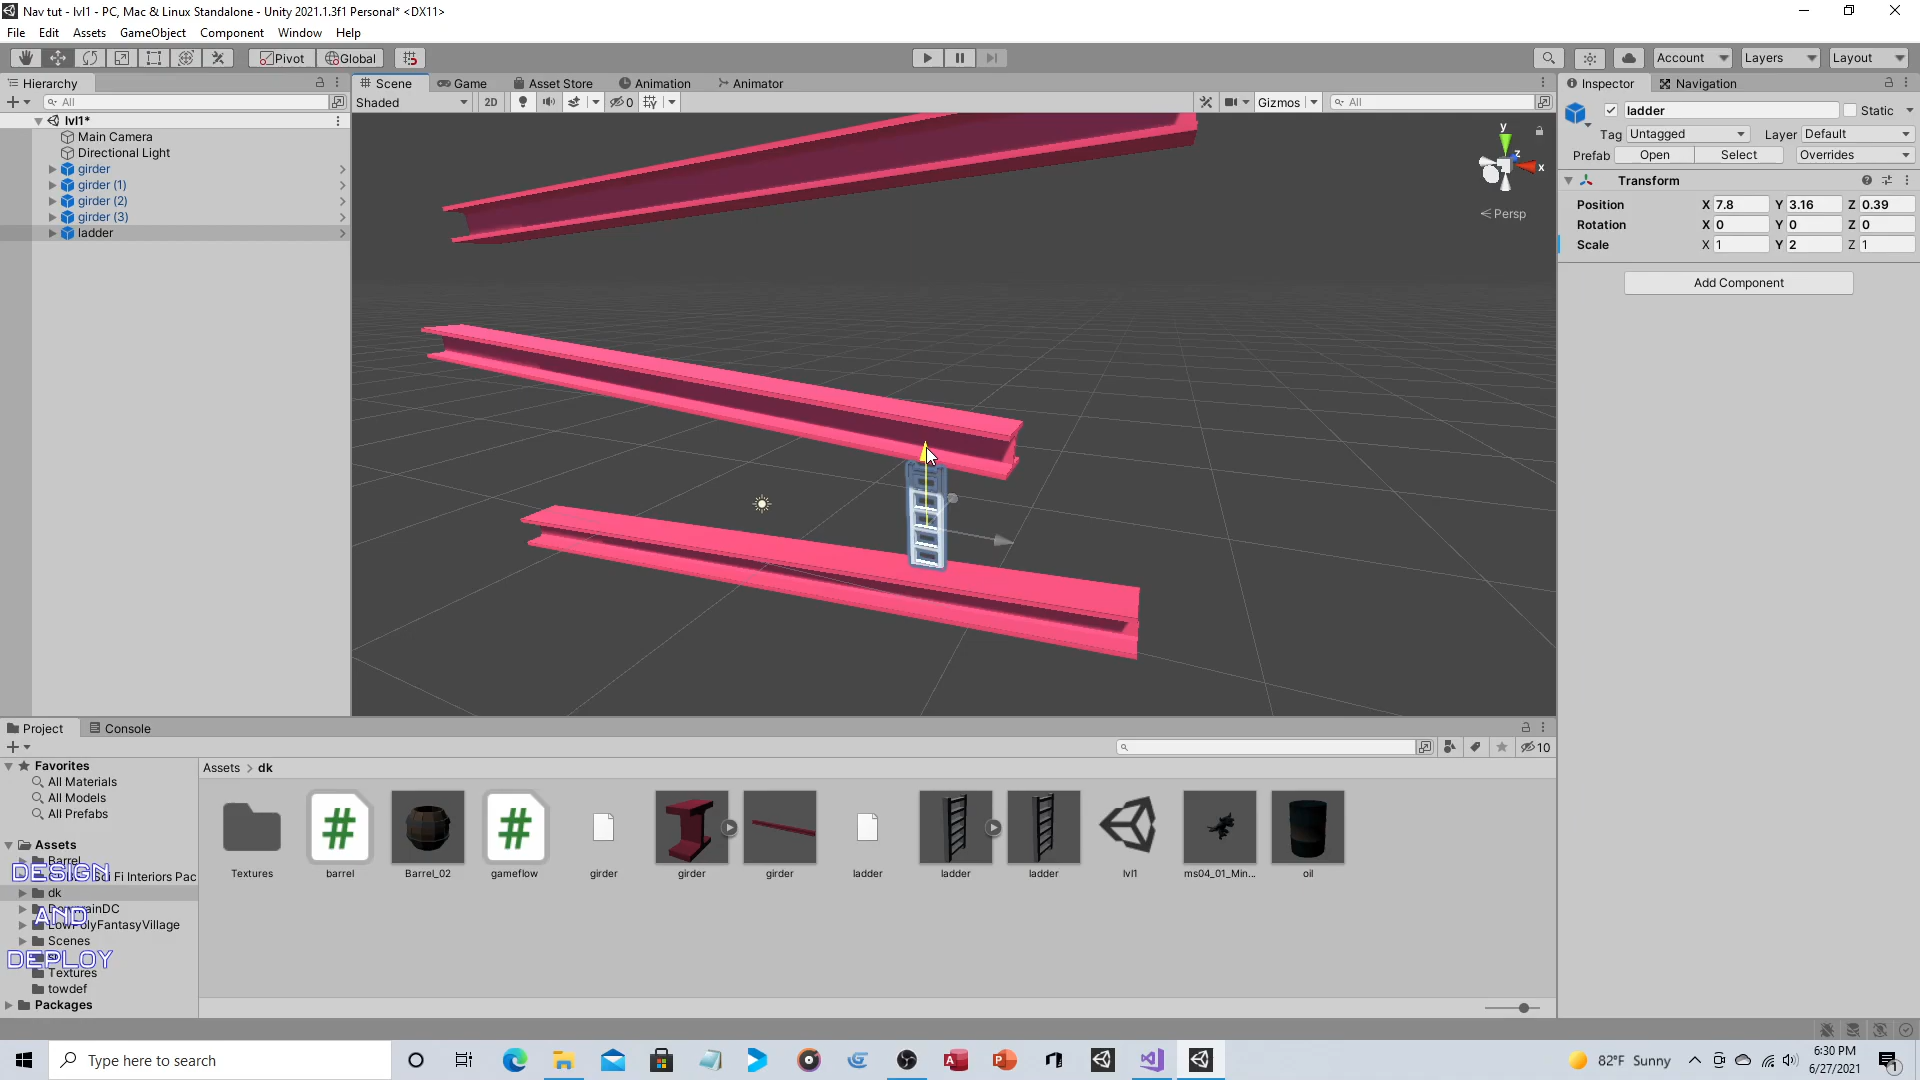 Nav tut - lvl1 - PC, Mac & Linux Standalone - Unity 2021.1.3f1 Personal* <DX11>
File Edit Assets GameObject Component Window Help
Pivot Global Account Layers Layout
Hierarchy Scene Game Asset Store Animation Animator Inspector Navigation
All Shaded 2D 0 Gizmos All
lvl1*
Main Camera
Directional Light
girder
girder (1)
girder (2)
girder (3)
ladder
y
z
x
Persp
ladder Static
Tag Untagged Layer Default
Prefab Open Select Overrides
Transform
Position X 7.8 Y 3.16 Z 0.39
Rotation X 0 Y 0 Z 0
Scale X 1 Y 2 Z 1
Add Component
Project Console
10
Favorites
All Materials
All Models
All Prefabs
Assets
Barrel
Sci Fi Interiors Pac
dk
LowPolyFantasyVillage
Scenes
Textures
towdef
Packages
DESIGN
AND
DEPLOY
Assets > dk
Textures barrel Barrel_02 gameflow girder girder girder ladder ladder ladder lvl1 ms04_01_Min... oil
Type here to search
82°F Sunny
6:30 PM
6/27/2021
1